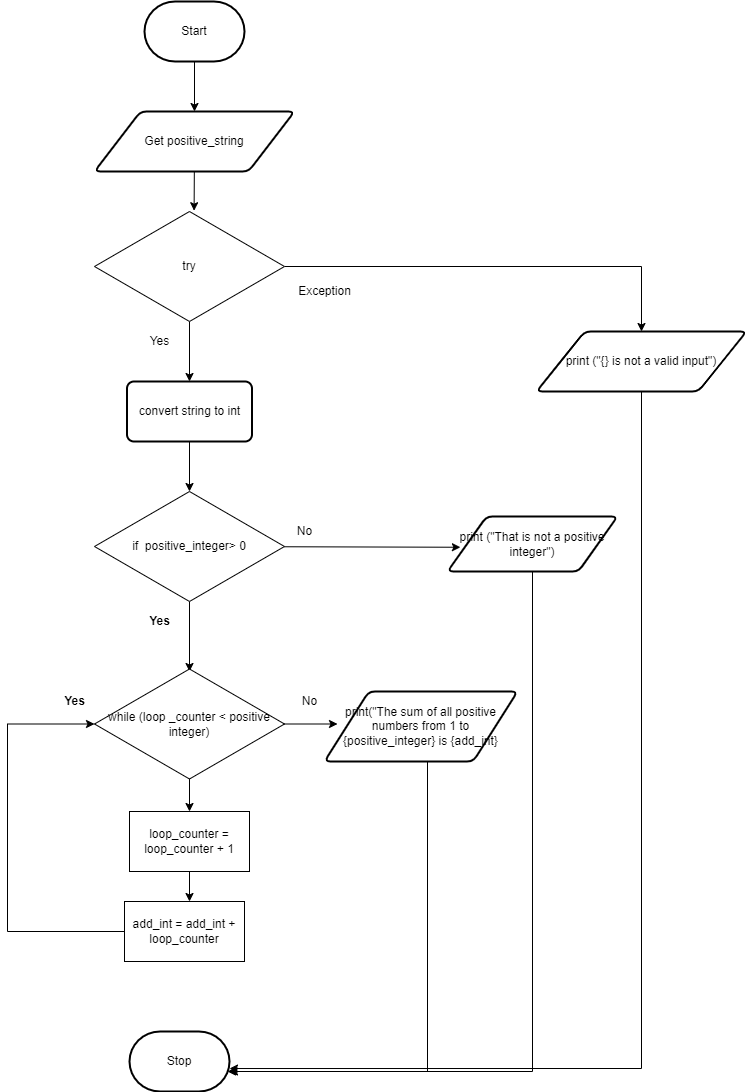 Start
Get positive_string
try
Exception
Yes
print ("{} is not a valid input")
convert string to int
No
if  positive_integer> 0
print ("That is not a positive
integer")
Yes
Yes
No
while (loop _counter < positive
integer)
print("The sum of all positive
numbers from 1 to
{positive_integer} is {add_int}
loop_counter =
loop_counter + 1
add_int = add_int +
loop_counter
Stop